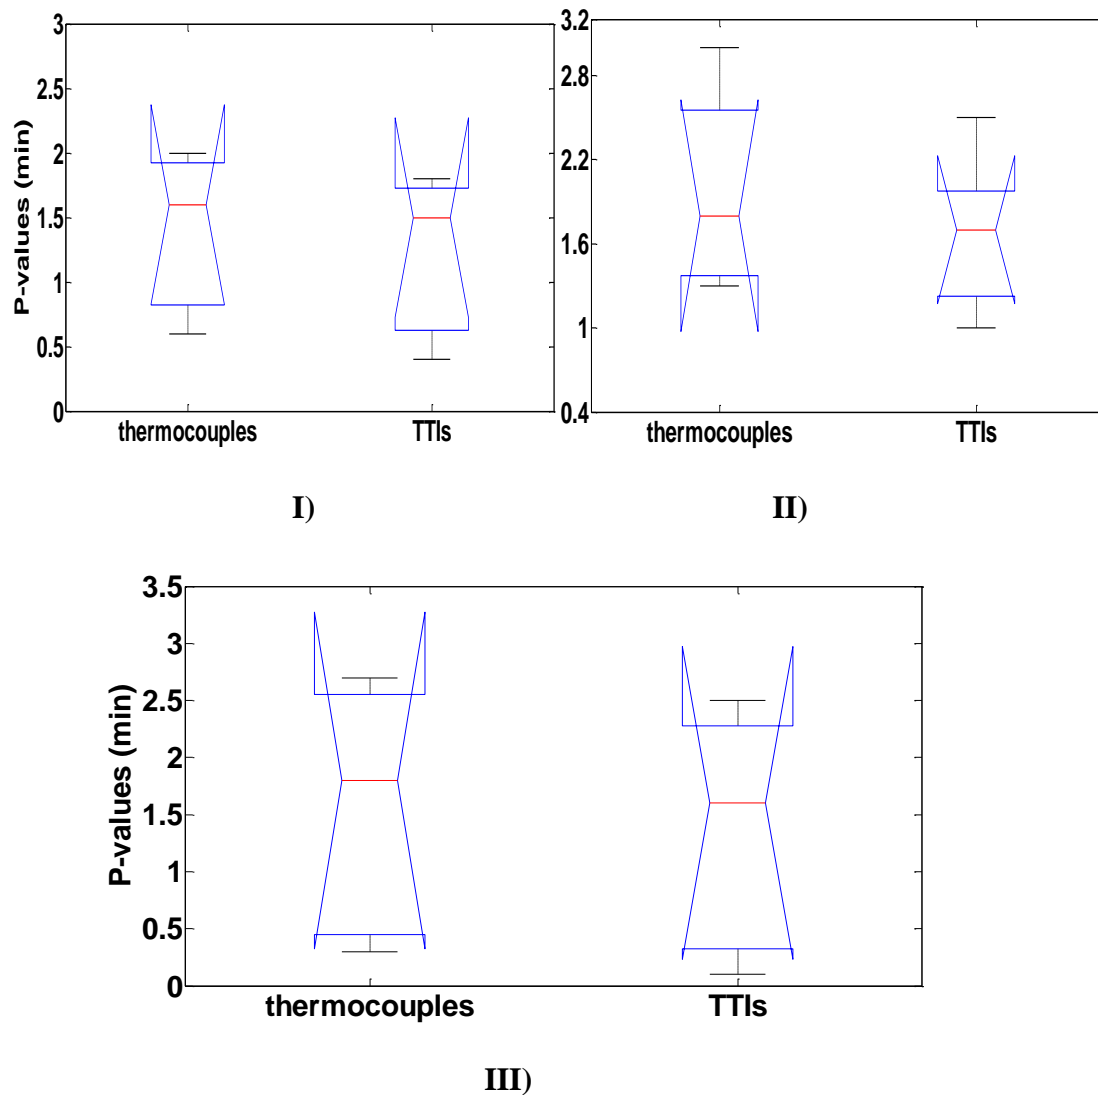 3
2.5
2
1.5
1
0.5
0
P-values (min)
thermocouples
TTIs
3.2
2.8
2.2
1.6
1
0.4
thermocouples
TTIs
I)
II)
3.5
3
2.5
2
1.5
1
0.5
0
P-values (min)
thermocouples
TTIs
III)